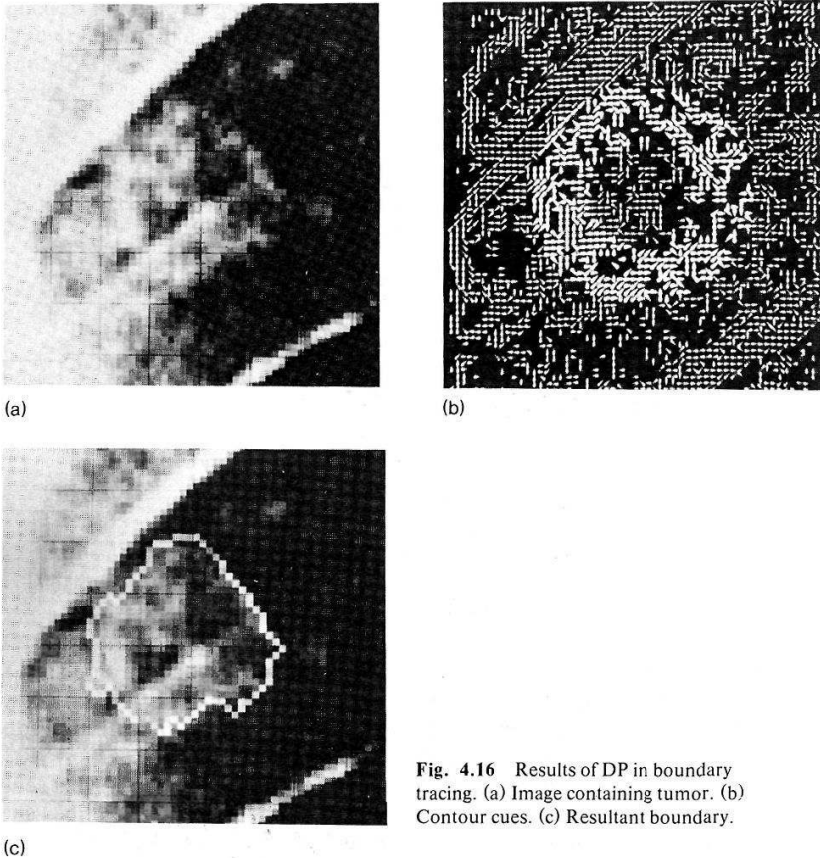 (a)
(b)
(c)
Fig. 4.16 Results of DP in boundary
tracing. (a) Image containing tumor. (b)
Contour cues. (c) Resultant boundary.